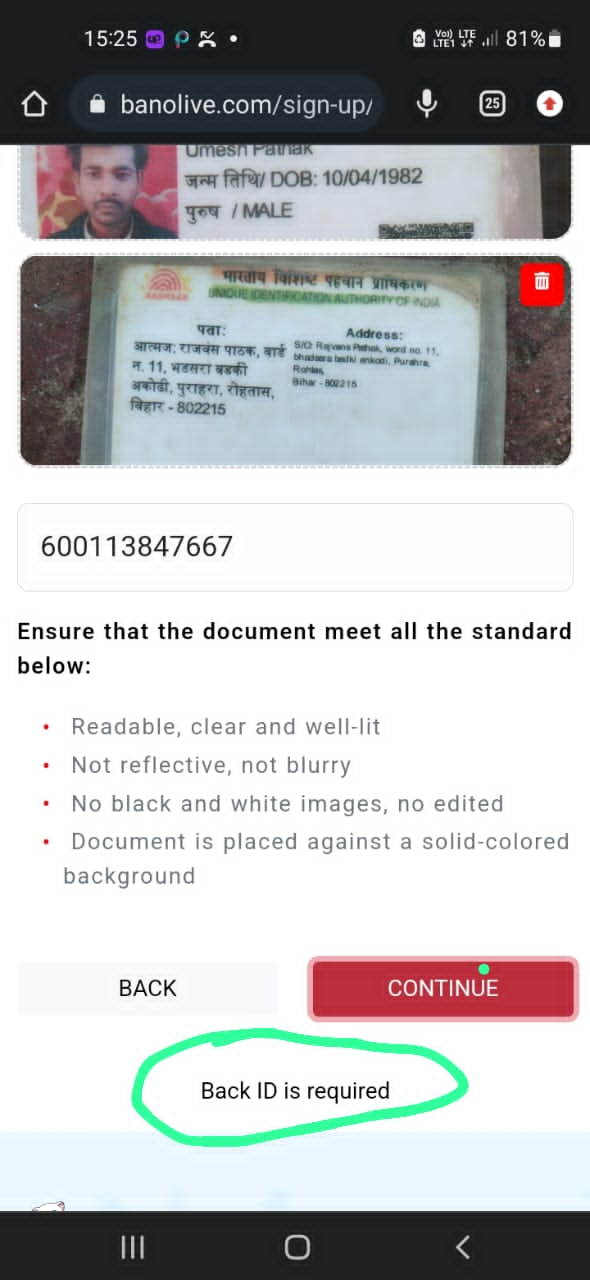 15:25
Vo) LTE
LTE1
81%
banolive.com/sign-up/
25
Umesh Pathak
जन्म तिथि/ DOB: 10/04/1982
पुरुष / MALE
भारतीय विशिष्ट पहचान प्राधिकरण
UNIQUE IDENTIFICATION AUTHORITY OF INDIA
AADHAAR
पता:
आत्मज: राजवंस पाठक, वार्ड
न. 11, भडसरा बडकी
अकोढी, पुराहरा, रोहतास,
बिहार - 802215
Address:
S/O: Rajvans Pathak, word no. 11,
bhadsara badki ankodi, Purahra,
Rohtas,
Bihar - 802215
600113847667
Ensure that the document meet all the standard
below:
Readable, clear and well-lit
Not reflective, not blurry
No black and white images, no edited
Document is placed against a solid-colored
background
BACK
CONTINUE
Back ID is required